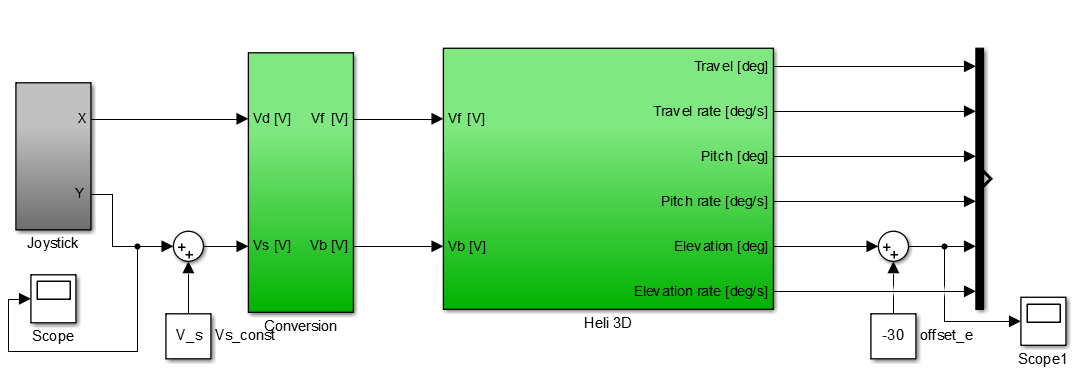 X
Y
Joystick
Scope
+
+
V_s
Vs_const
Vd [V]
Vf [V]
Vs [V]
Vb [V]
Conversion
Vf [V]
Vb [V]
Travel [deg]
Travel rate [deg/s]
Pitch [deg]
Pitch rate [deg/s]
Elevation [deg]
Elevation rate [deg/s]
Heli 3D
+
+
-30
offset_e
Scope1